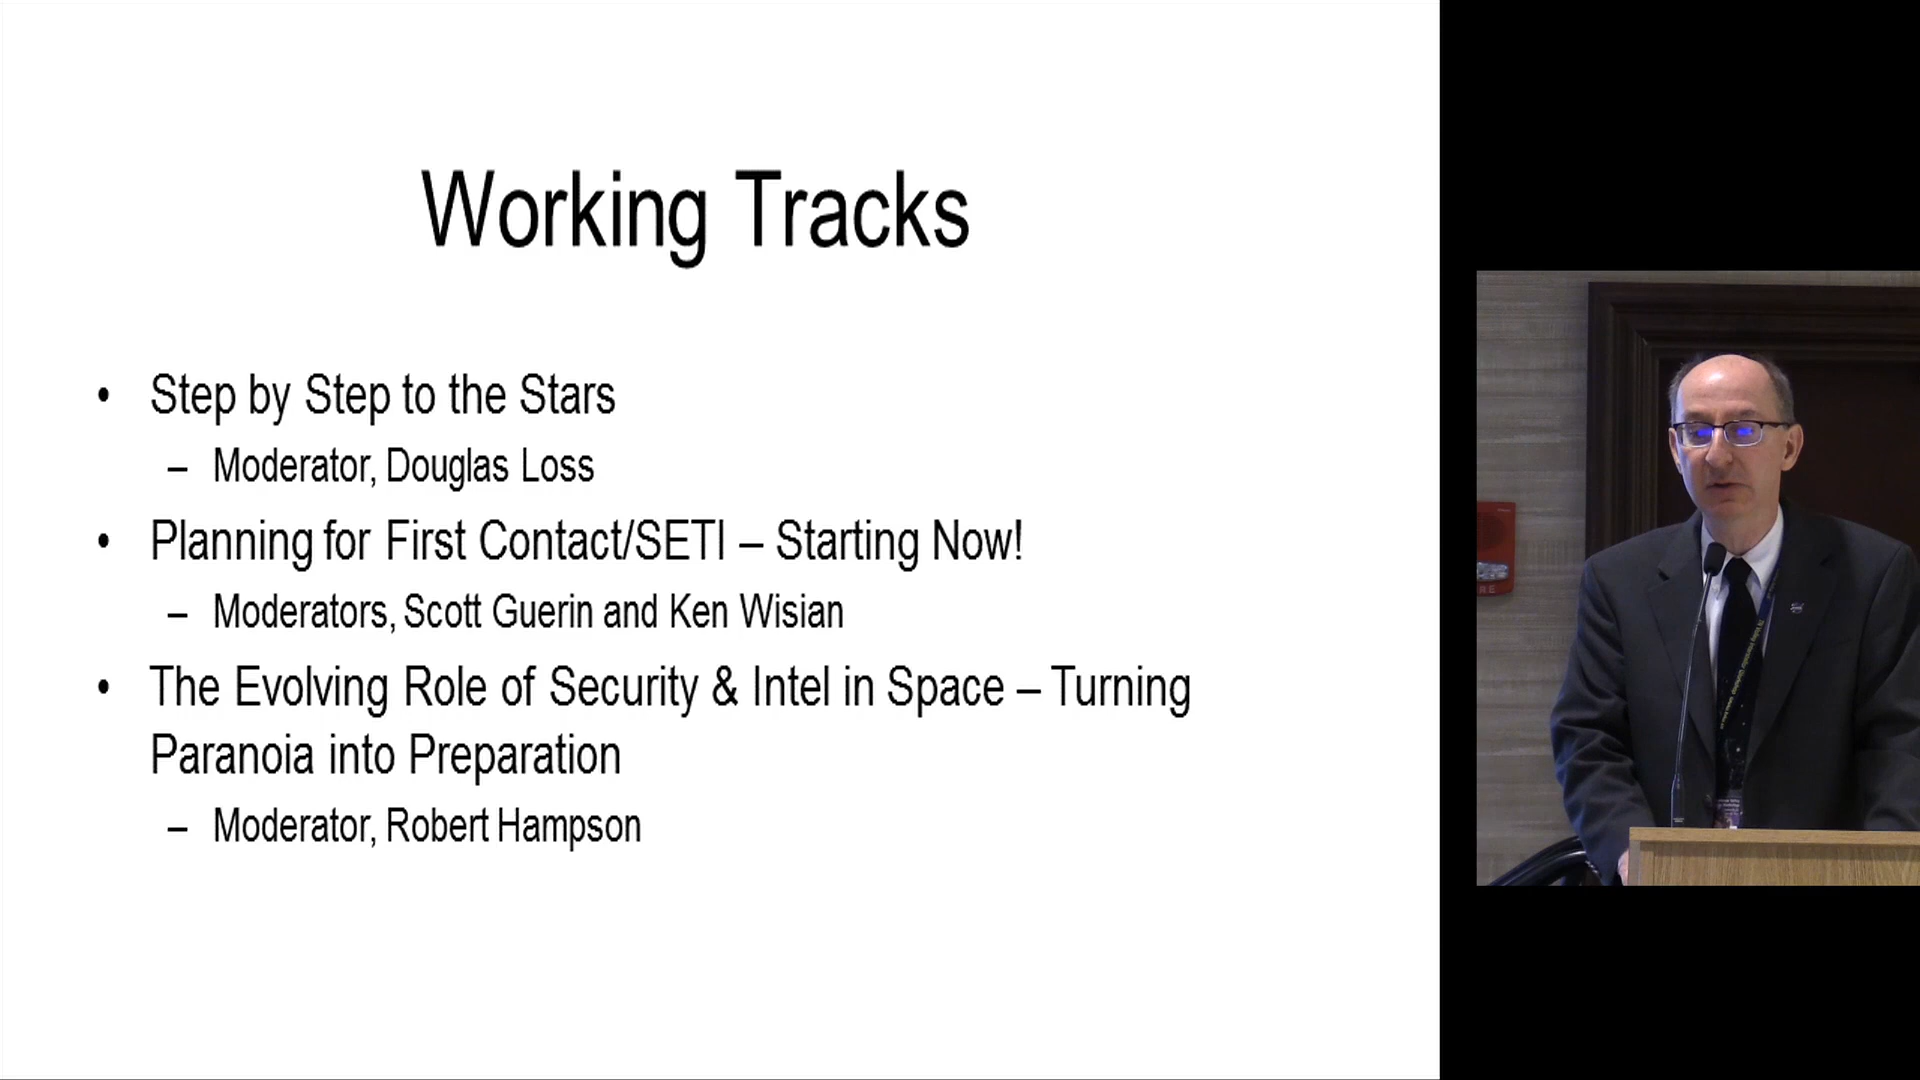 Working Tracks
• Step by Step to the Stars
– Moderator, Douglas Loss
• Planning for First Contact/SETI – Starting Now!
– Moderators, Scott Guerin and Ken Wisian
• The Evolving Role of Security & Intel in Space – Turning
Paranoia into Preparation
– Moderator, Robert Hampson